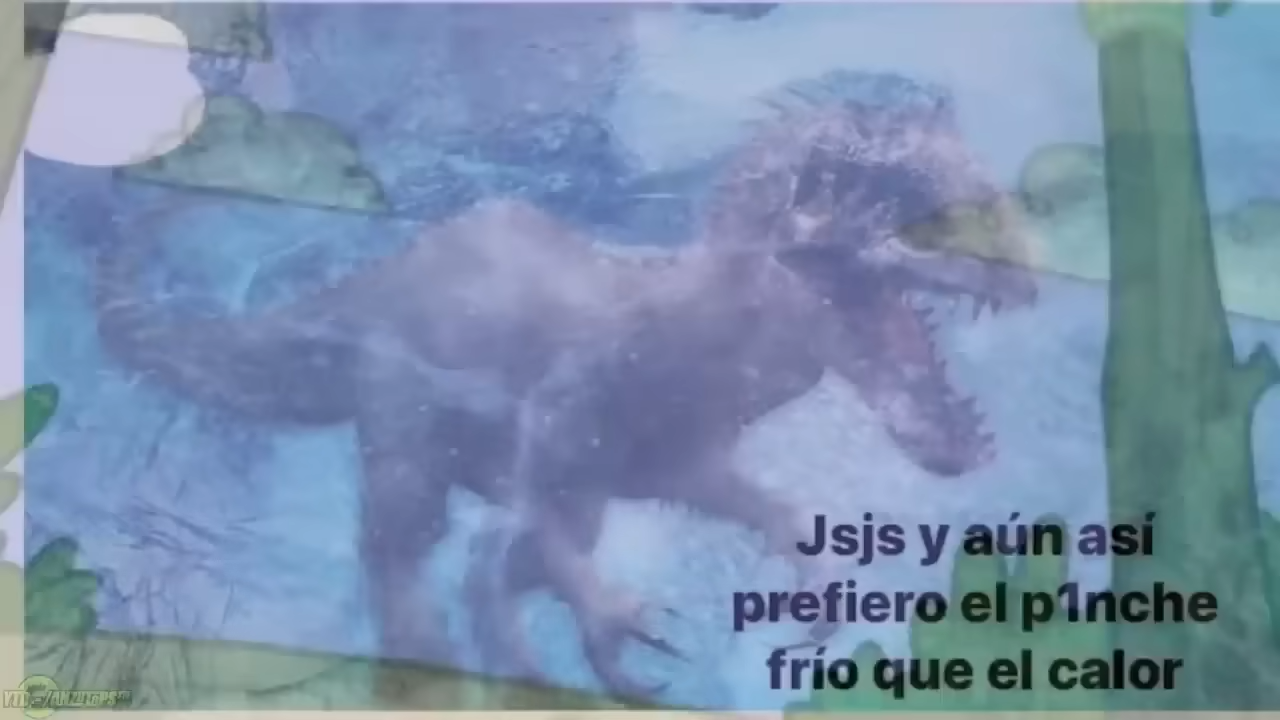 Jsjs y aún así
prefiero el p1nche
frío que el calor